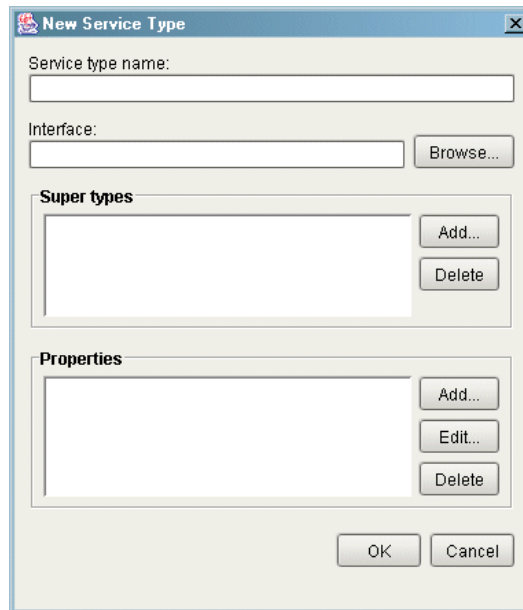 New Service Type
Service type name:
Interface:
Browse...
Super types
Add...
Delete
Properties
Add...
Edit...
Delete
OK
Cancel